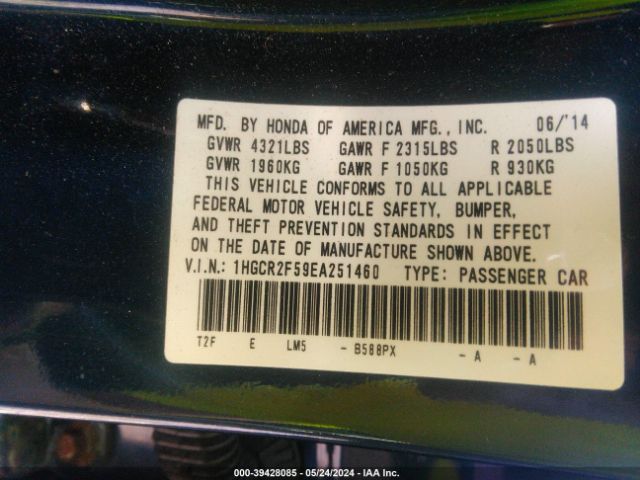 MFD. BY HONDA OF AMERICA MFG., INC. 06/'14
GVWR 4321LBS GAWR F 2315LBS R 2050LBS
GVWR 1960KG GAWR F 1050KG R 930KG
THIS VEHICLE CONFORMS TO ALL APPLICABLE
FEDERAL MOTOR VEHICLE SAFETY, BUMPER,
AND THEFT PREVENTION STANDARDS IN EFFECT
ON THE DATE OF MANUFACTURE SHOWN ABOVE.
V.I.N.: 1HGCR2F59EA251460 TYPE: PASSENGER CAR
T2F E LM5 - B588PX - A - A
000-39428085 - 05/24/2024 - IAA Inc.